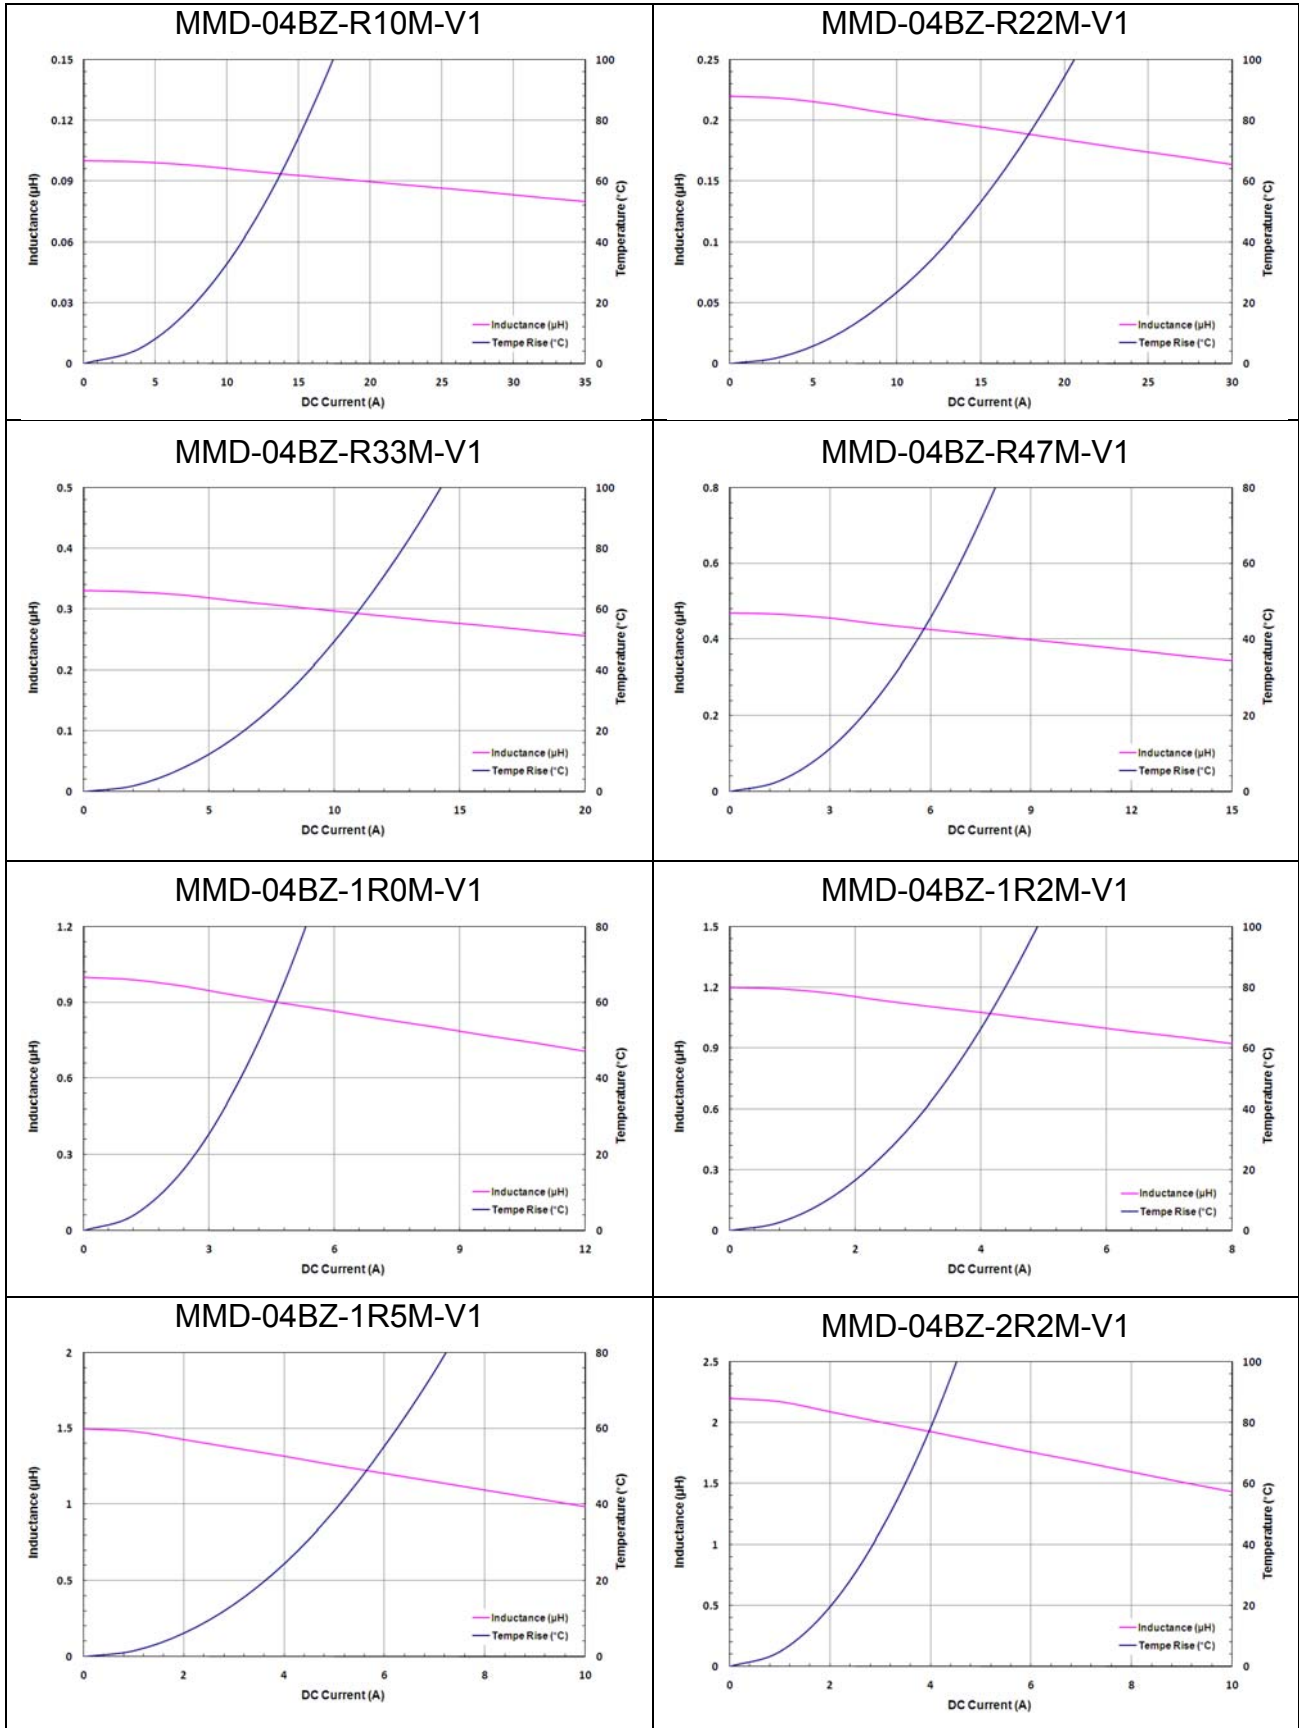 MMD-04BZ-R10M-V1
0.15
0.12
0.09
0.06
0.03
0
100
80
60
40
20
0
0 5 10 15 20 25 30 35
Inductance (µH)
Temperature (°C)
DC Current (A)
Inductance (µH)
Tempe Rise (°C)
MMD-04BZ-R22M-V1
0.25
0.2
0.15
0.1
0.05
0
100
80
60
40
20
0
0 5 10 15 20 25 30
Inductance (µH)
Temperature (°C)
DC Current (A)
Inductance (µH)
Tempe Rise (°C)
MMD-04BZ-R33M-V1
0.5
0.4
0.3
0.2
0.1
0
100
80
60
40
20
0
0 5 10 15 20
Inductance (µH)
Temperature (°C)
DC Current (A)
Inductance (µH)
Tempe Rise (°C)
MMD-04BZ-R47M-V1
0.8
0.6
0.4
0.2
0
80
60
40
20
0
0 3 6 9 12 15
Inductance (µH)
Temperature (°C)
DC Current (A)
Inductance (µH)
Tempe Rise (°C)
MMD-04BZ-1R0M-V1
1.2
0.9
0.6
0.3
0
80
60
40
20
0
0 3 6 9 12
Inductance (µH)
Temperature (°C)
DC Current (A)
Inductance (µH)
Tempe Rise (°C)
MMD-04BZ-1R2M-V1
1.5
1.2
0.9
0.6
0.3
0
100
80
60
40
20
0
0 2 4 6 8
Inductance (µH)
Temperature (°C)
DC Current (A)
Inductance (µH)
Tempe Rise (°C)
MMD-04BZ-1R5M-V1
2
1.5
1
0.5
0
80
60
40
20
0
0 2 4 6 8 10
Inductance (µH)
Temperature (°C)
DC Current (A)
Inductance (µH)
Tempe Rise (°C)
MMD-04BZ-2R2M-V1
2.5
2
1.5
1
0.5
0
100
80
60
40
20
0
0 2 4 6 8 10
Inductance (µH)
Temperature (°C)
DC Current (A)
Inductance (µH)
Tempe Rise (°C)